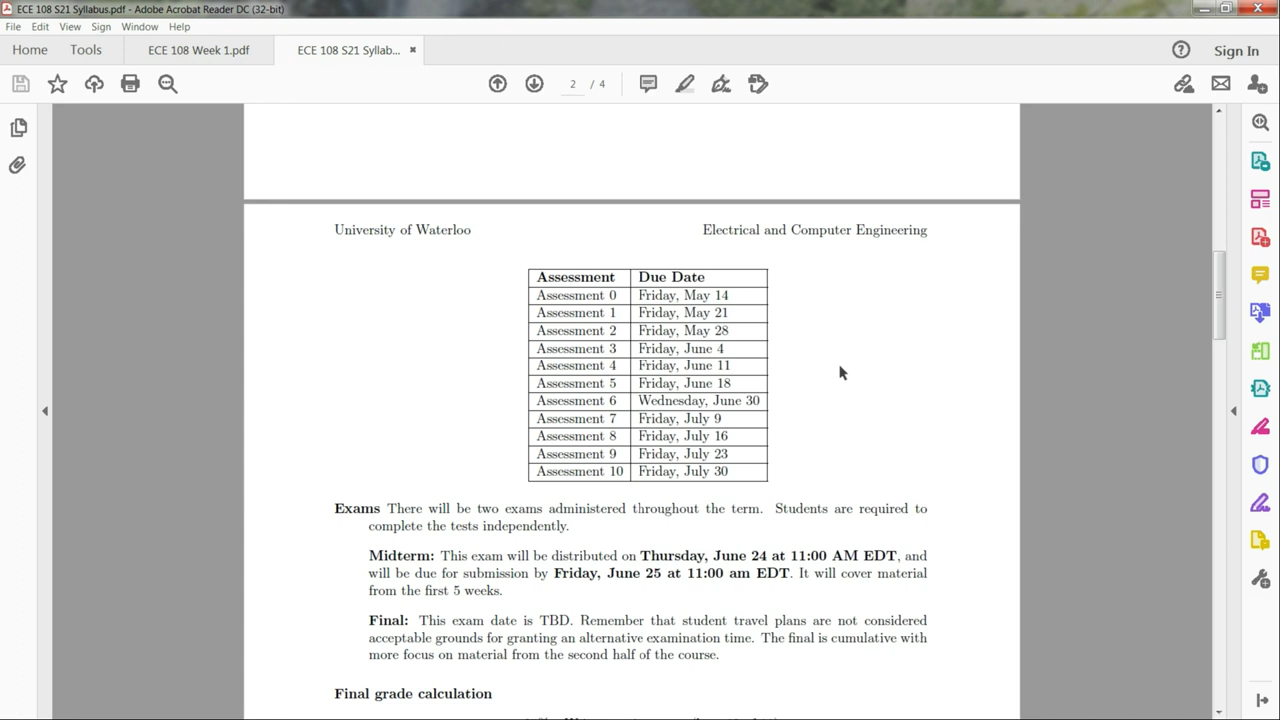 ECE 108 S21 Syllabus.pdf - Adobe Acrobat Reader DC (32-bit)
File Edit View Sign Window Help
Home Tools ECE 108 Week 1.pdf ECE 108 S21 Syllab... Sign In
2 / 4
University of Waterloo Electrical and Computer Engineering
Assessment Due Date
Assessment 0 Friday, May 14
Assessment 1 Friday, May 21
Assessment 2 Friday, May 28
Assessment 3 Friday, June 4
Assessment 4 Friday, June 11
Assessment 5 Friday, June 18
Assessment 6 Wednesday, June 30
Assessment 7 Friday, July 9
Assessment 8 Friday, July 16
Assessment 9 Friday, July 23
Assessment 10 Friday, July 30
Exams There will be two exams administered throughout the term. Students are required to
complete the tests independently.
Midterm: This exam will be distributed on Thursday, June 24 at 11:00 AM EDT, and
will be due for submission by Friday, June 25 at 11:00 am EDT. It will cover material
from the first 5 weeks.
Final: This exam date is TBD. Remember that student travel plans are not considered
acceptable grounds for granting an alternative examination time. The final is cumulative with
more focus on material from the second half of the course.
Final grade calculation